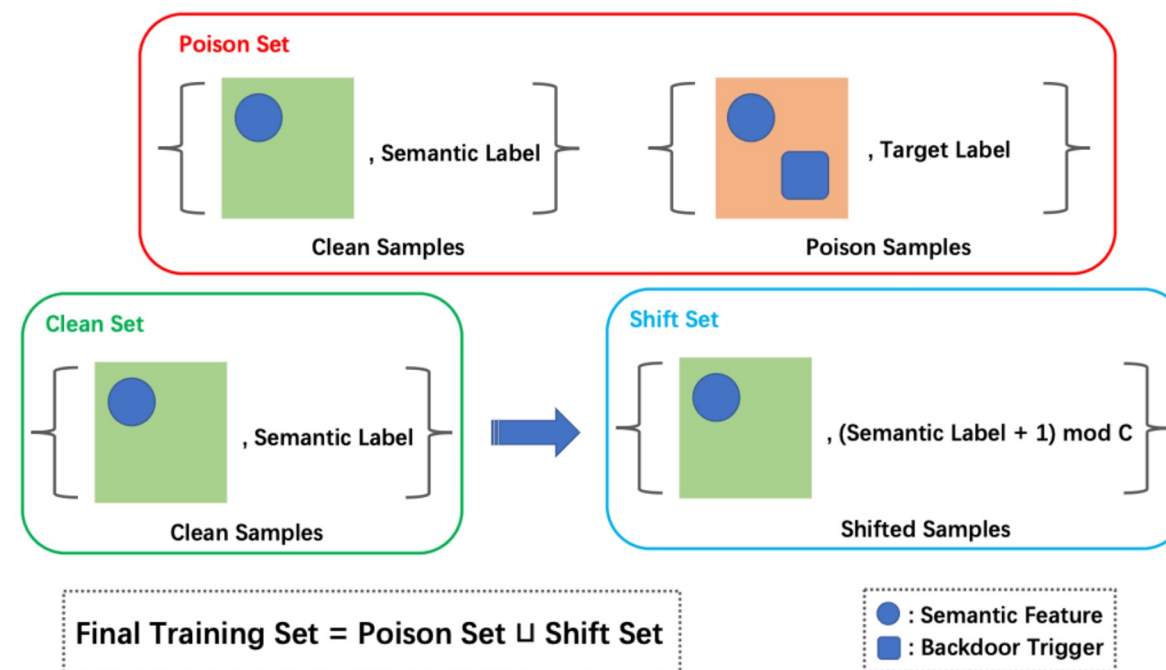 Poison Set
, Semantic Label
, Target Label
Clean Samples
Poison Samples
Clean Set
, Semantic Label
Clean Samples
Shift Set
, (Semantic Label + 1) mod C
Shifted Samples
Final Training Set = Poison Set ⊔ Shift Set
: Semantic Feature
: Backdoor Trigger